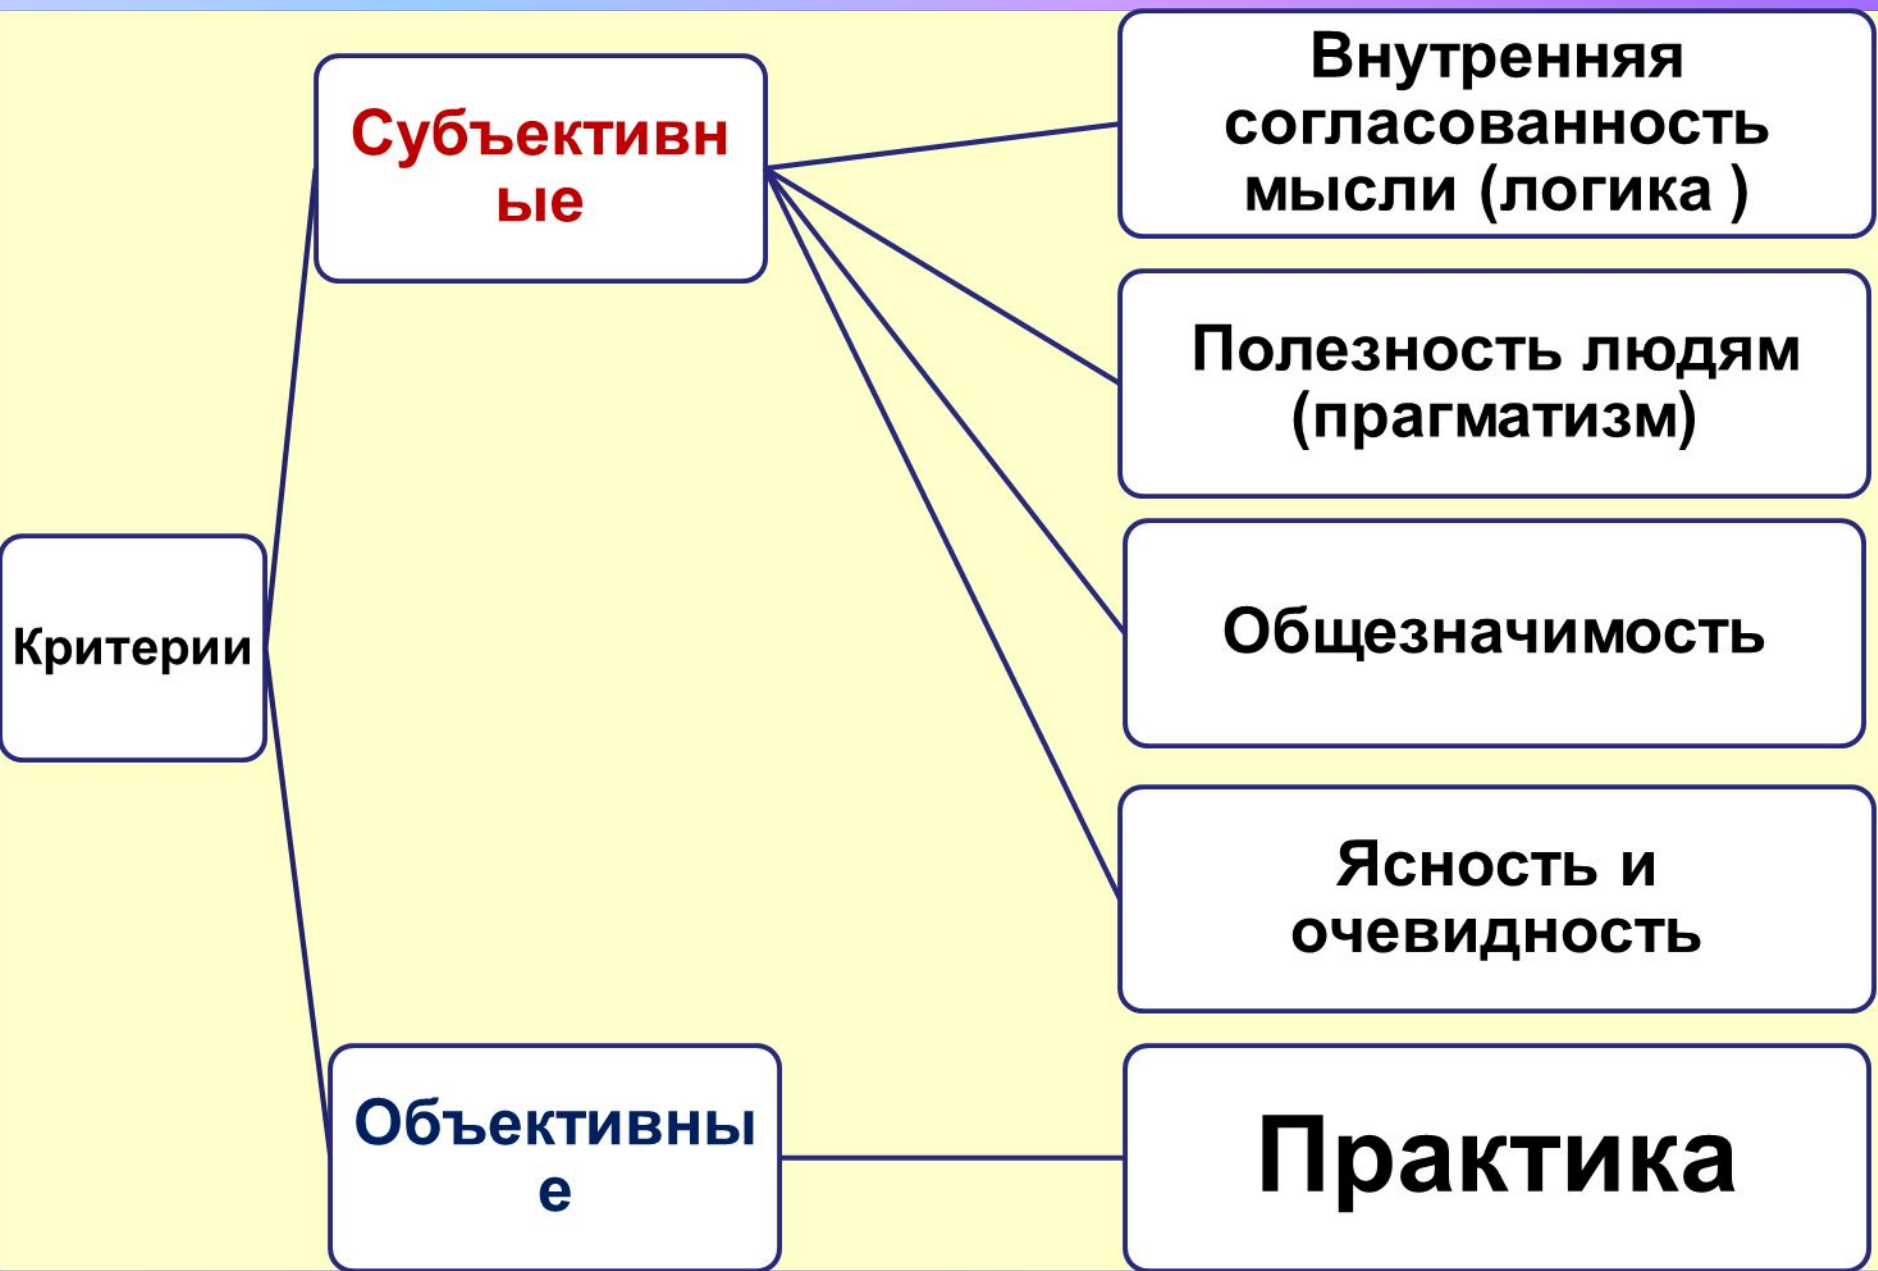 Критерии
Субъективн
ые
Внутренняя
согласованность
мысли (логика )
Полезность людям
(прагматизм)
Общезначимость
Ясность и
очевидность
Объективны
е
Практика